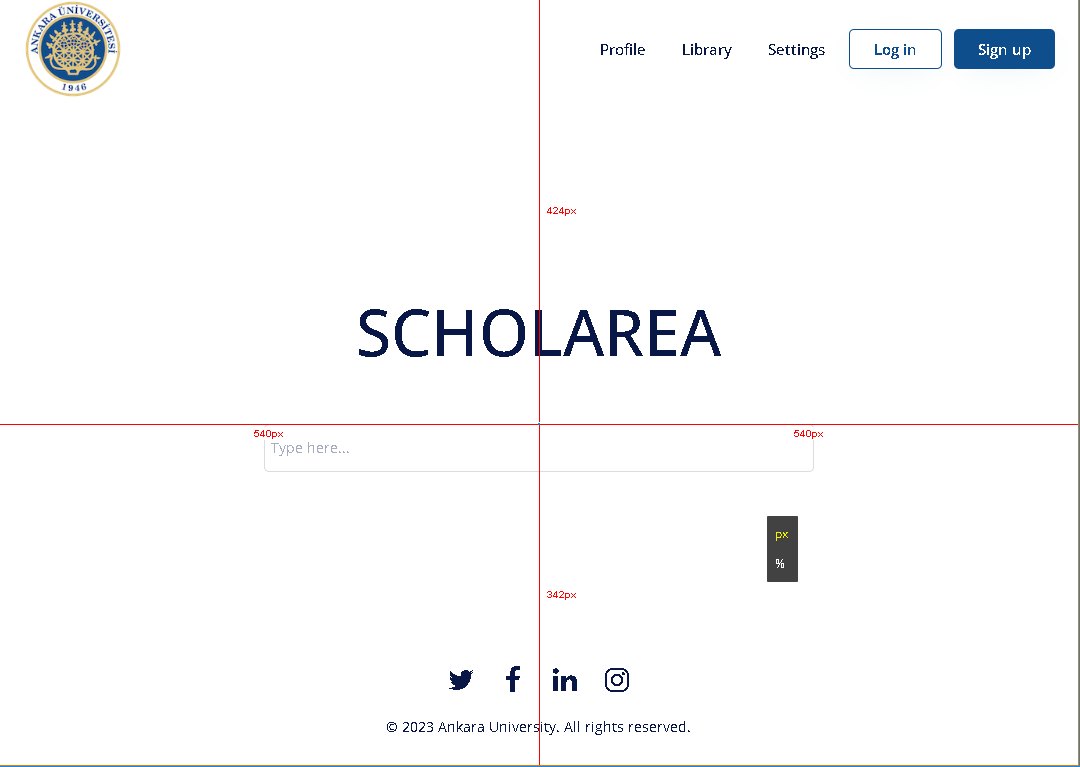 ANKARA ÜNİVERSİTESİ
1946
Profile
Library
Settings
Log in
Sign up
424px
SCHOLAREA
540px
540px
Type here...
px
%
342px
© 2023 Ankara University. All rights reserved.